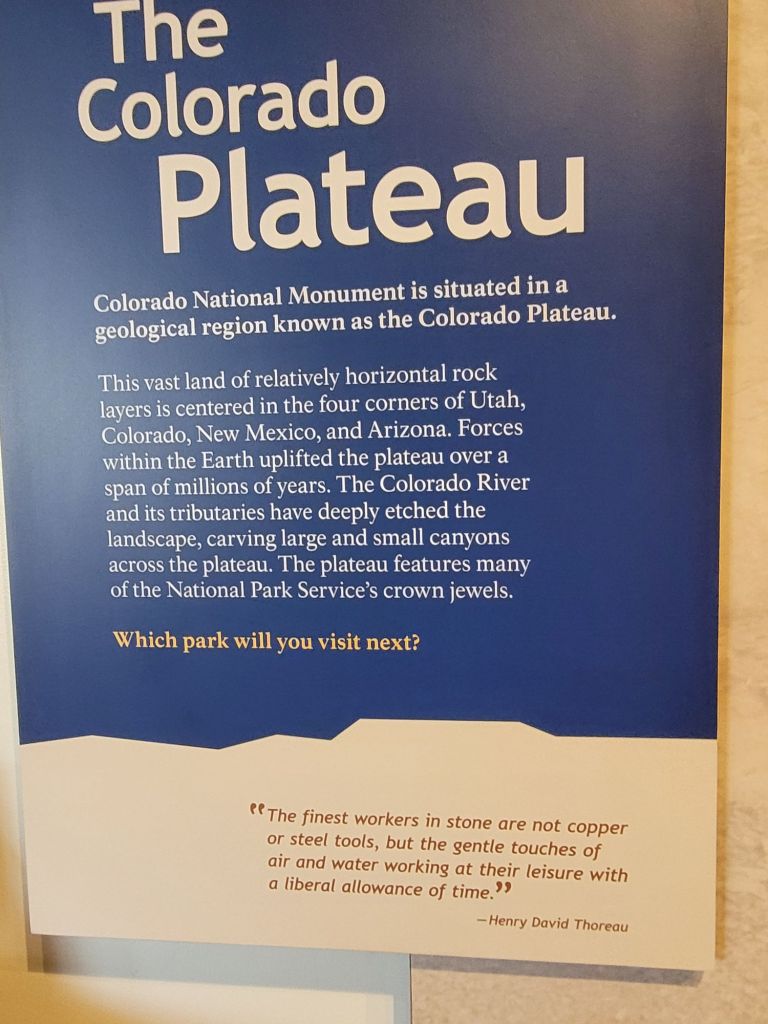 The
Colorado
Plateau
Colorado National Monument is situated in a
geological region known as the Colorado Plateau.
This vast land of relatively horizontal rock
layers is centered in the four corners of Utah,
Colorado, New Mexico, and Arizona. Forces
within the Earth uplifted the plateau over a
span of millions of years. The Colorado River
and its tributaries have deeply etched the
landscape, carving large and small canyons
across the plateau. The plateau features many
of the National Park Service's crown jewels.
Which park will you visit next?
"The finest workers in stone are not copper
or steel tools, but the gentle touches of
air and water working at their leisure with
a liberal allowance of time."
—Henry David Thoreau